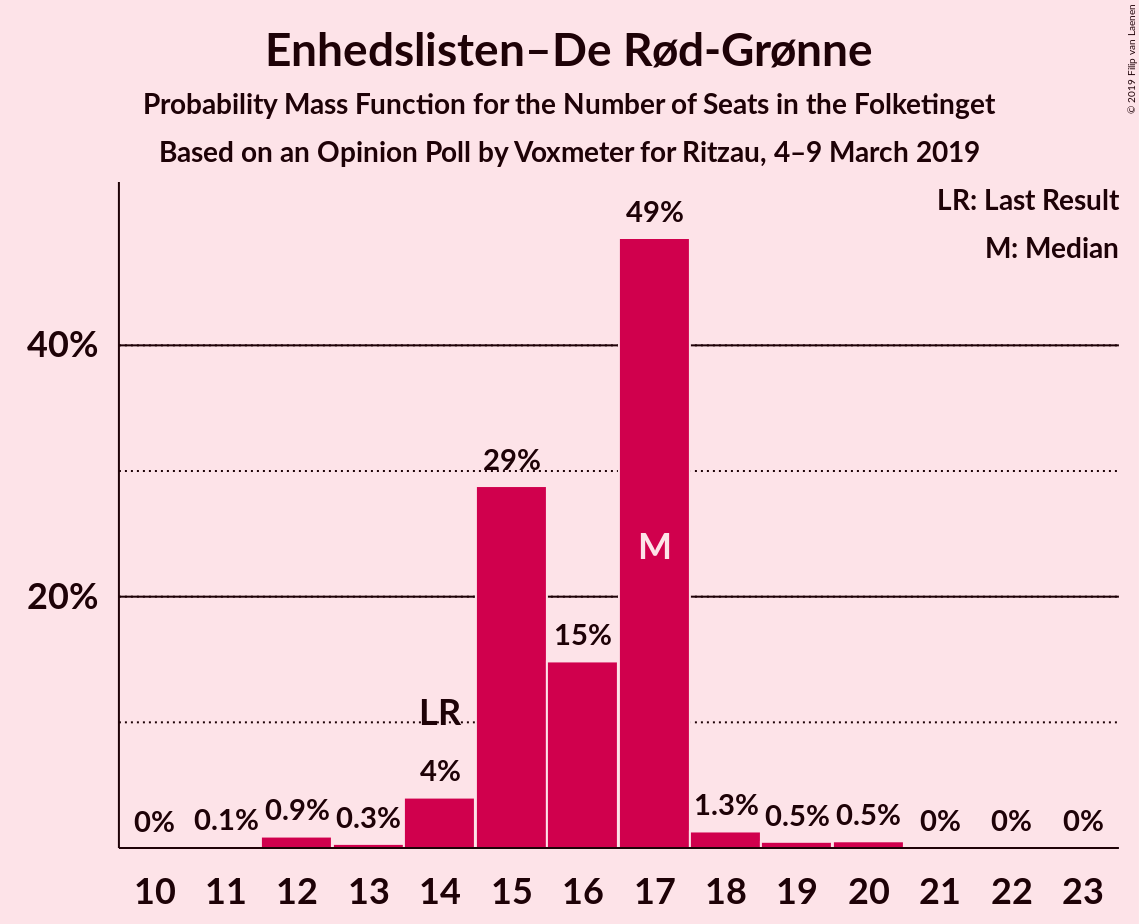 Enhedslisten–De Rød-Grønne
Probability Mass Function for the Number of Seats in the Folketinget
Based on an Opinion Poll by Voxmeter for Ritzau, 4–9 March 2019
© 2019 Filip van Laenen
LR: Last Result
M: Median
40%
20%
0%
0.1%
0.9%
0.3%
LR
4%
29%
15%
49%
M
1.3%
0.5%
0.5%
0%
0%
0%
10 11 12 13 14 15 16 17 18 19 20 21 22 23